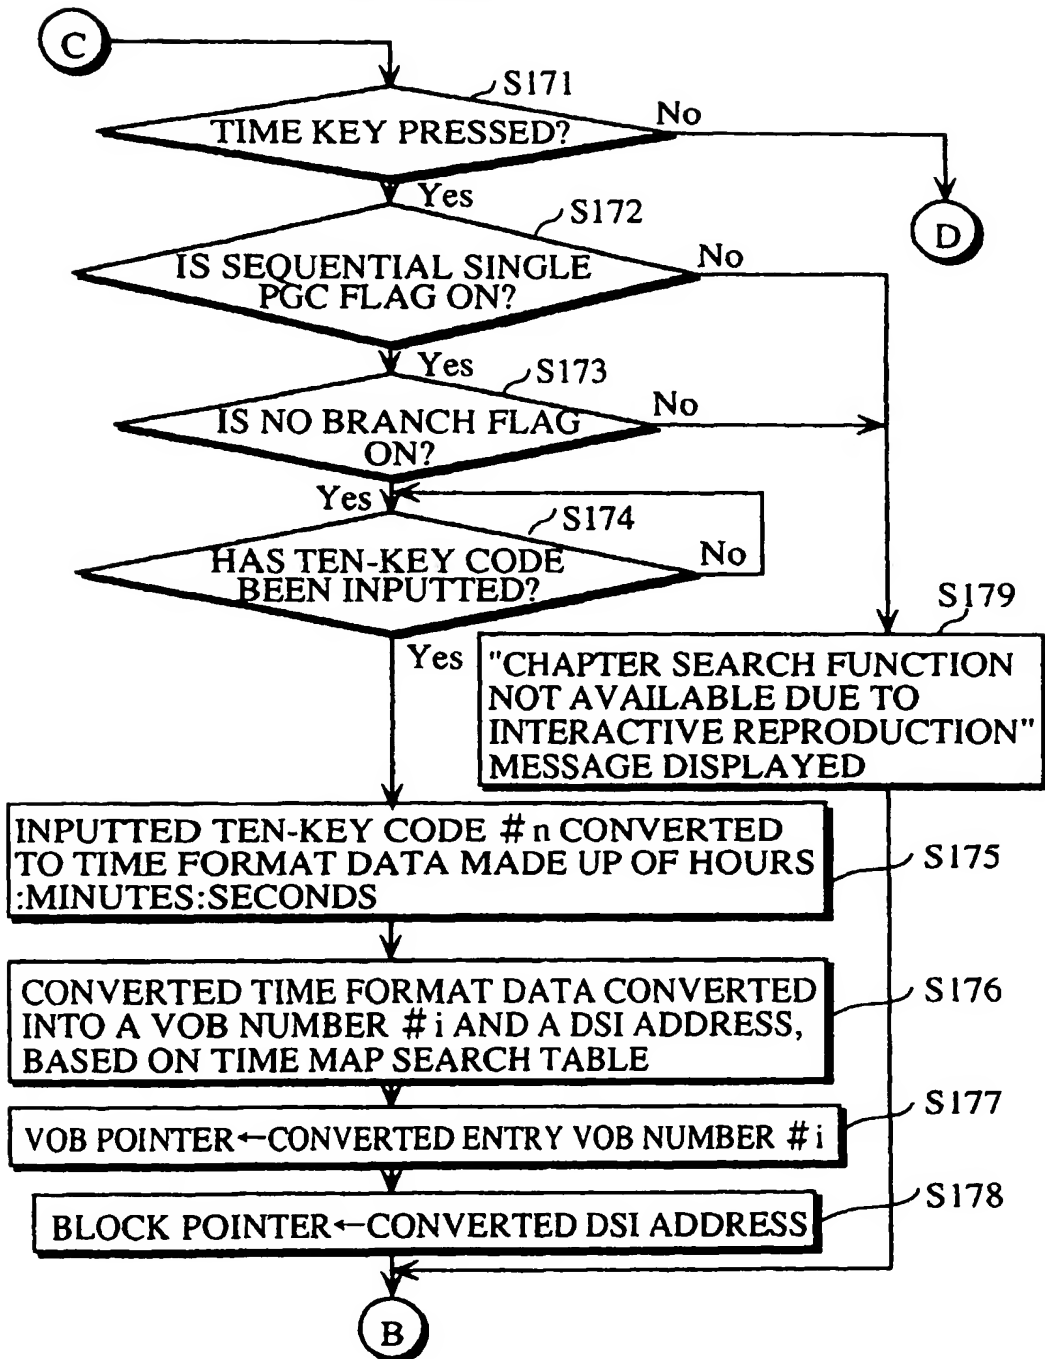 C
S171
TIME KEY PRESSED?
No
Yes
D
S172
IS SEQUENTIAL SINGLE
PGC FLAG ON?
No
Yes
S173
IS NO BRANCH FLAG
ON?
No
Yes
S174
HAS TEN-KEY CODE
BEEN INPUTTED?
No
Yes
S179
"CHAPTER SEARCH FUNCTION
NOT AVAILABLE DUE TO
INTERACTIVE REPRODUCTION"
MESSAGE DISPLAYED
INPUTTED TEN-KEY CODE #n CONVERTED
TO TIME FORMAT DATA MADE UP OF HOURS
:MINUTES:SECONDS
S175
CONVERTED TIME FORMAT DATA CONVERTED
INTO A VOB NUMBER #i AND A DSI ADDRESS,
BASED ON TIME MAP SEARCH TABLE
S176
VOB POINTER←CONVERTED ENTRY VOB NUMBER #i
S177
BLOCK POINTER←CONVERTED DSI ADDRESS
S178
B